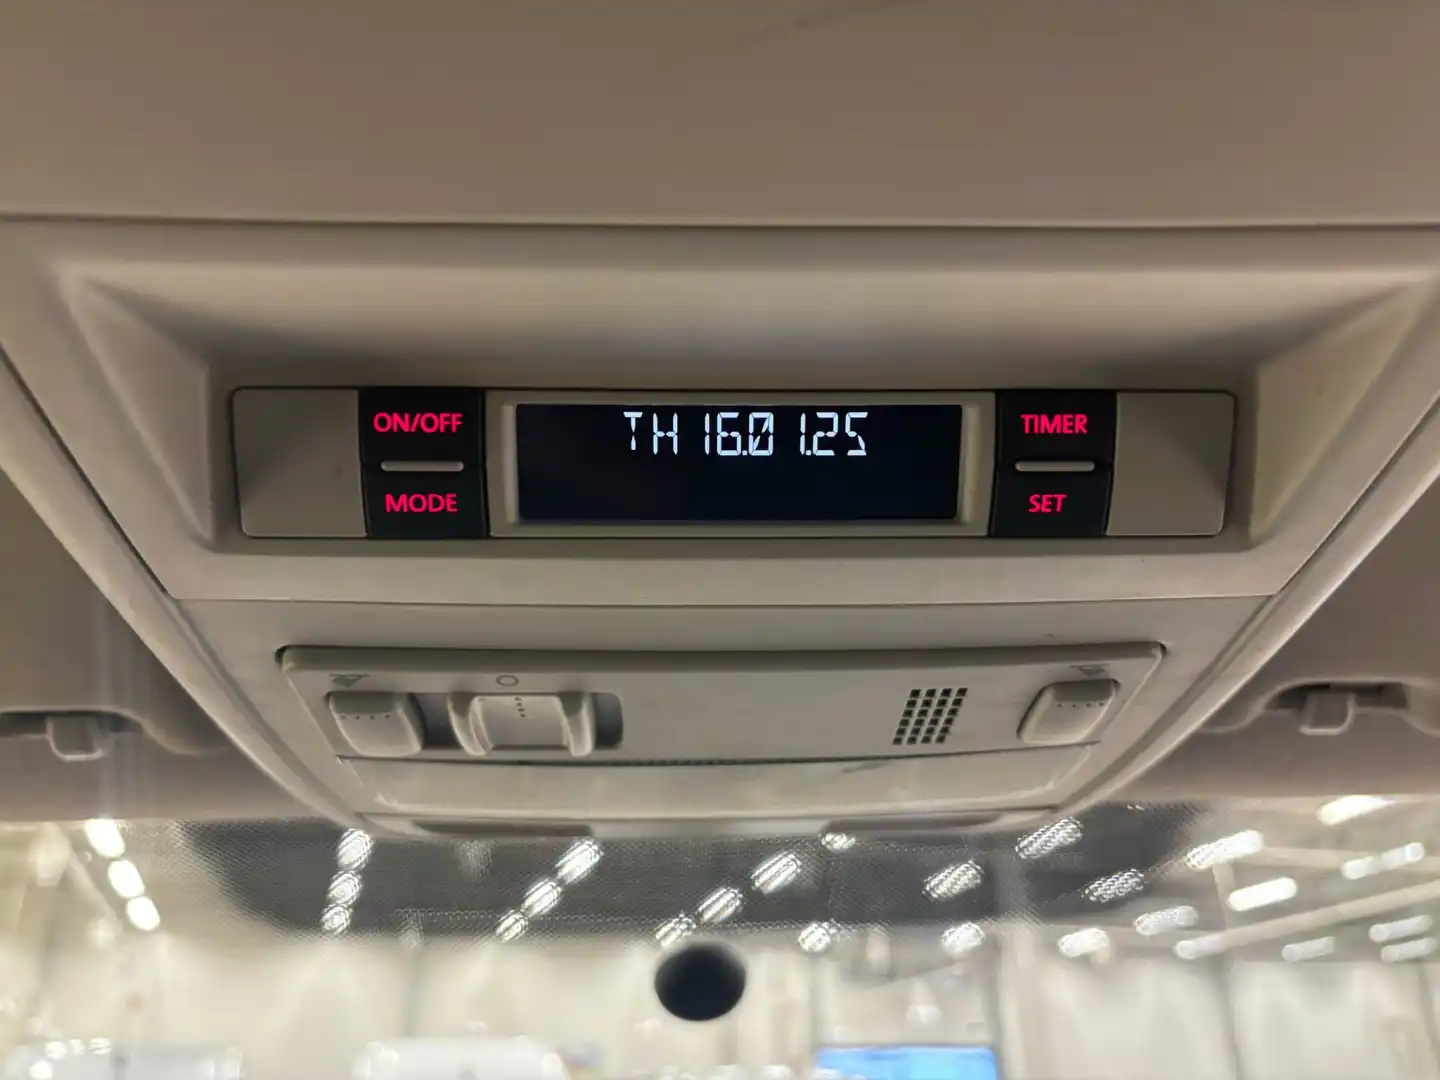 ON/OFF
MODE
TH 16.01.25
TIMER
SET